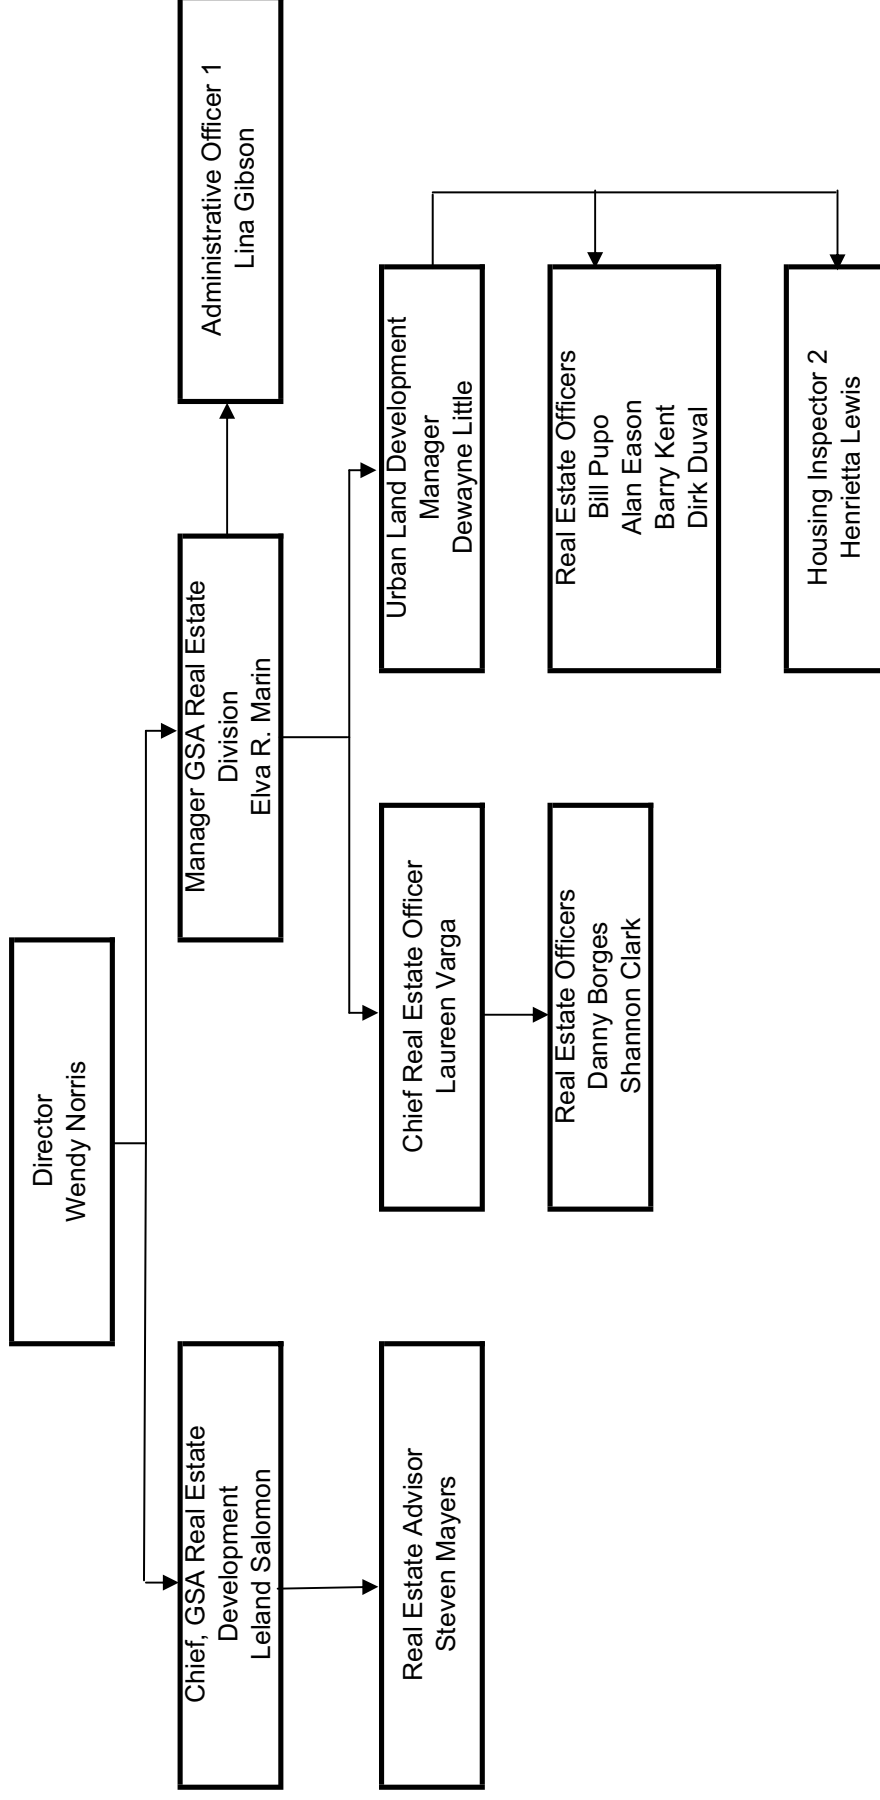 Director
Wendy Norris
Chief, GSA Real Estate
Development
Leland Salomon
Manager GSA Real Estate
Division
Elva R. Marin
Administrative Officer 1
Lina Gibson
Real Estate Advisor
Steven Mayers
Chief Real Estate Officer
Laureen Varga
Urban Land Development
Manager
Dewayne Little
Real Estate Officers
Danny Borges
Shannon Clark
Real Estate Officers
Bill Pupo
Alan Eason
Barry Kent
Dirk Duval
Housing Inspector 2
Henrietta Lewis